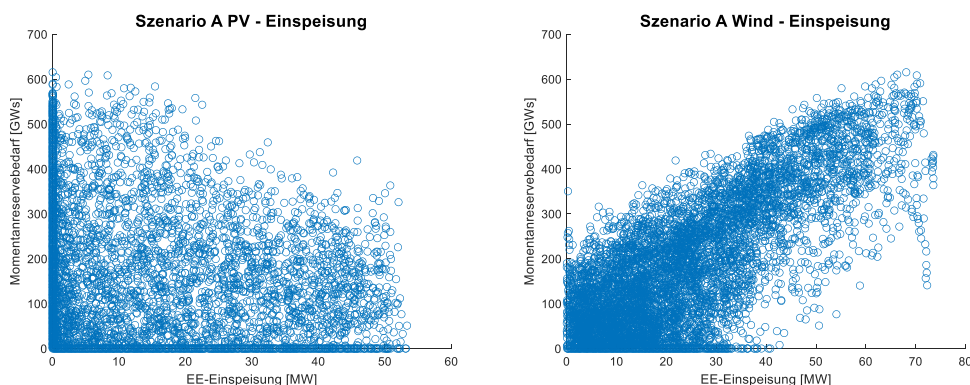 Szenario A PV - Einspeisung
700
600
500
400
300
200
100
0
Momentanreservebedarf [GWs]
0 10 20 30 40 50 60
EE-Einspeisung [MW]
Szenario A Wind - Einspeisung
700
600
500
400
300
200
100
0
Momentanreservebedarf [GWs]
0 10 20 30 40 50 60 70 80
EE-Einspeisung [MW]